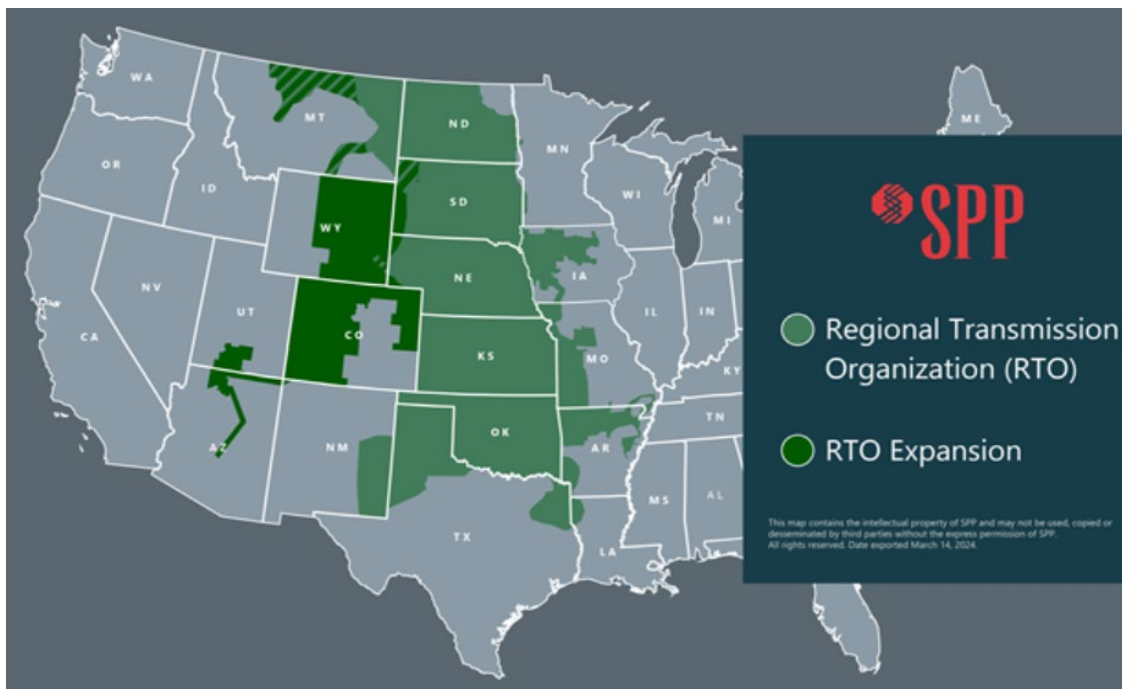 WA
MT
ND
MN
ME
OR
ID
WY
SD
WI
MI
NV
UT
CO
NE
IA
IL
IN
CA
KS
MO
KY
AZ
NM
OK
AR
TN
TX
LA
MS
AL
SPP
Regional Transmission
Organization (RTO)
RTO Expansion
This map contains the intellectual property of SPP and may not be used, copied or
desseminated by third parties without the express permission of SPP.
All rights reserved. Date exported March 14, 2024.